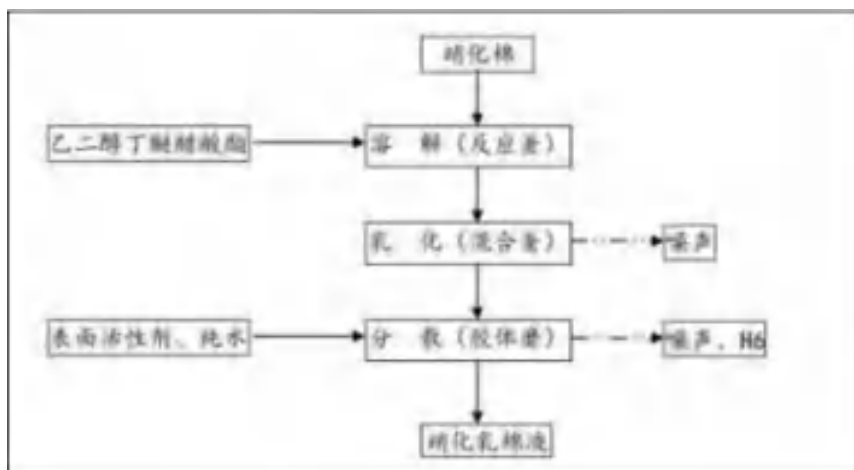 硝化棉
乙二醇丁醚醋酸酯
溶 解（反应釜）
乳 化（混合釜）
噪声
表面活性剂、纯水
分 散（胶体磨）
噪声、H6
硝化乳棉液